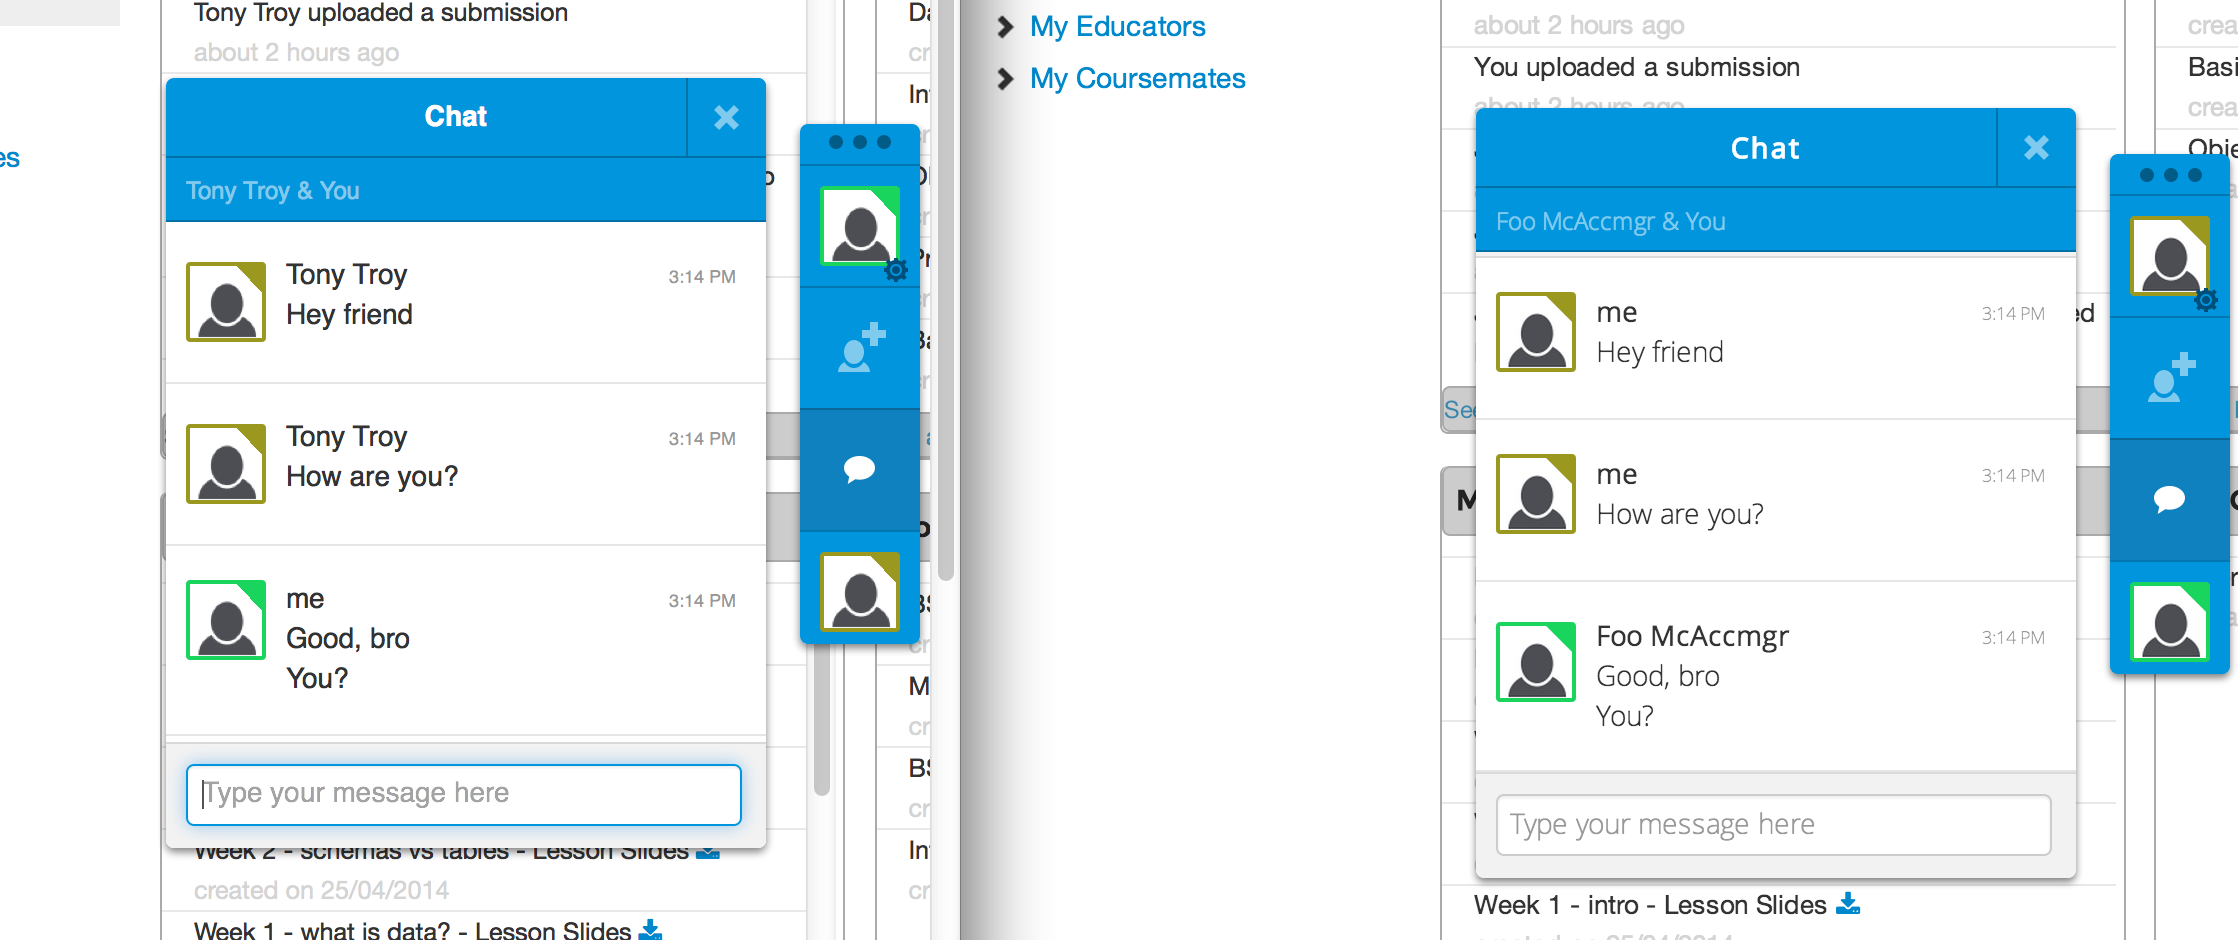 Tony Troy uploaded a submission
about 2 hours ago
Chat
Tony Troy & You
Tony Troy
3:14 PM
Hey friend
Tony Troy
3:14 PM
How are you?
me
3:14 PM
Good, bro
You?
Type your message here
Week 2 - schemas vs tables - Lesson Slides
created on 25/04/2014
Week 1 - what is data? - Lesson Slides
My Educators
My Coursemates
about 2 hours ago
You uploaded a submission
about 2 hours ago
Chat
Foo McAccmgr & You
me
3:14 PM
Hey friend
me
3:14 PM
How are you?
Foo McAccmgr
3:14 PM
Good, bro
You?
Type your message here
Week 1 - intro - Lesson Slides